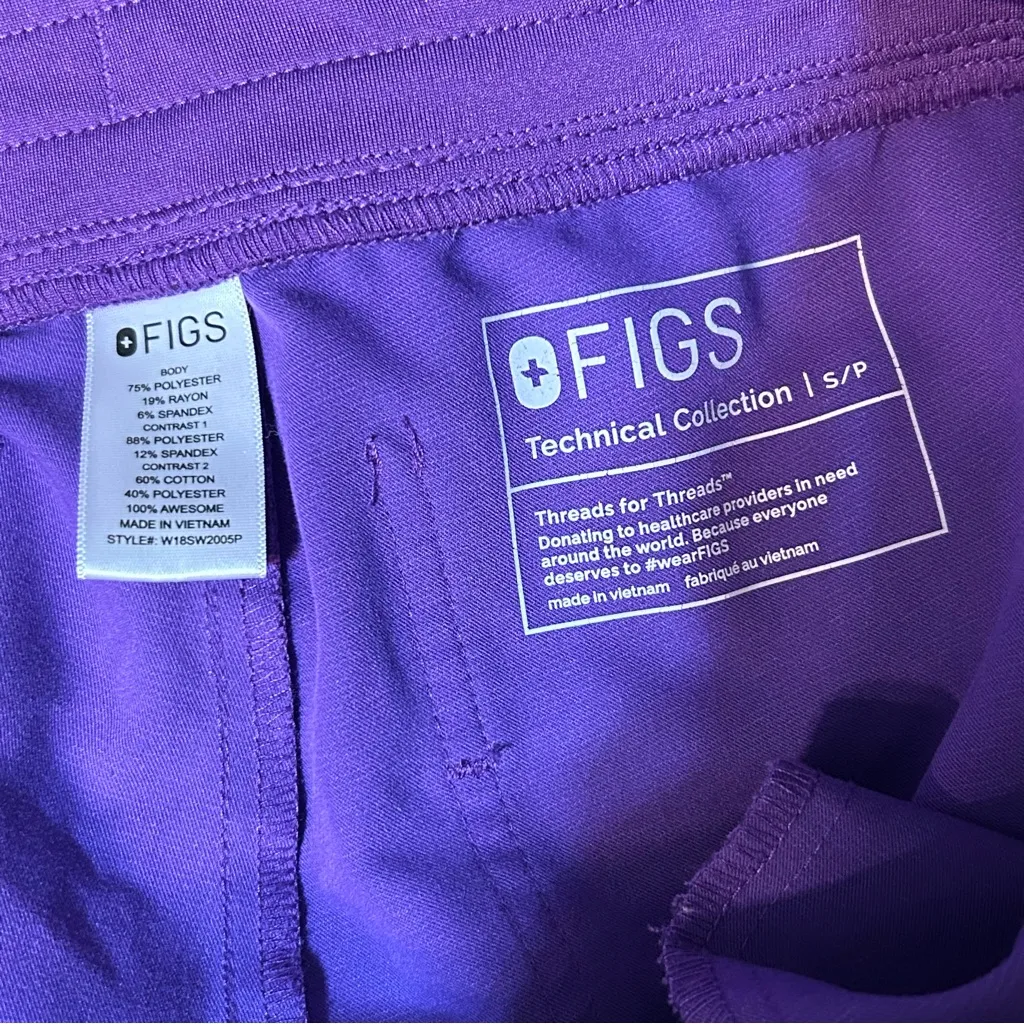 FIGS
BODY
75% POLYESTER
19% RAYON
6% SPANDEX
CONTRAST 1
88% POLYESTER
12% SPANDEX
CONTRAST 2
60% COTTON
40% POLYESTER
100% AWESOME
MADE IN VIETNAM
STYLE#: W18SW2005P
FIGS
Technical Collection | S/P
Threads for Threads™
Donating to healthcare providers in need
around the world. Because everyone
deserves to #wearFIGS
made in vietnam fabriqué au vietnam